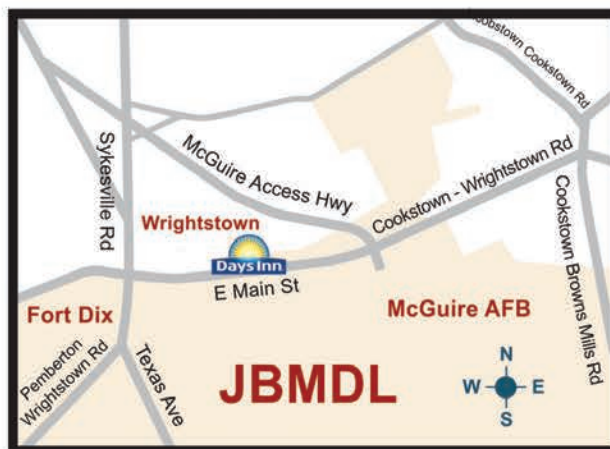 Jacobstown Cookstown Rd
Sykesville Rd
McGuire Access Hwy
Cookstown - Wrightstown Rd
Wrightstown
Days Inn
E Main St
Cookstown Browns Mills Rd
Fort Dix
McGuire AFB
Pemberton
Wrightstown Rd
Texas Ave
JBMDL
N
W
E
S